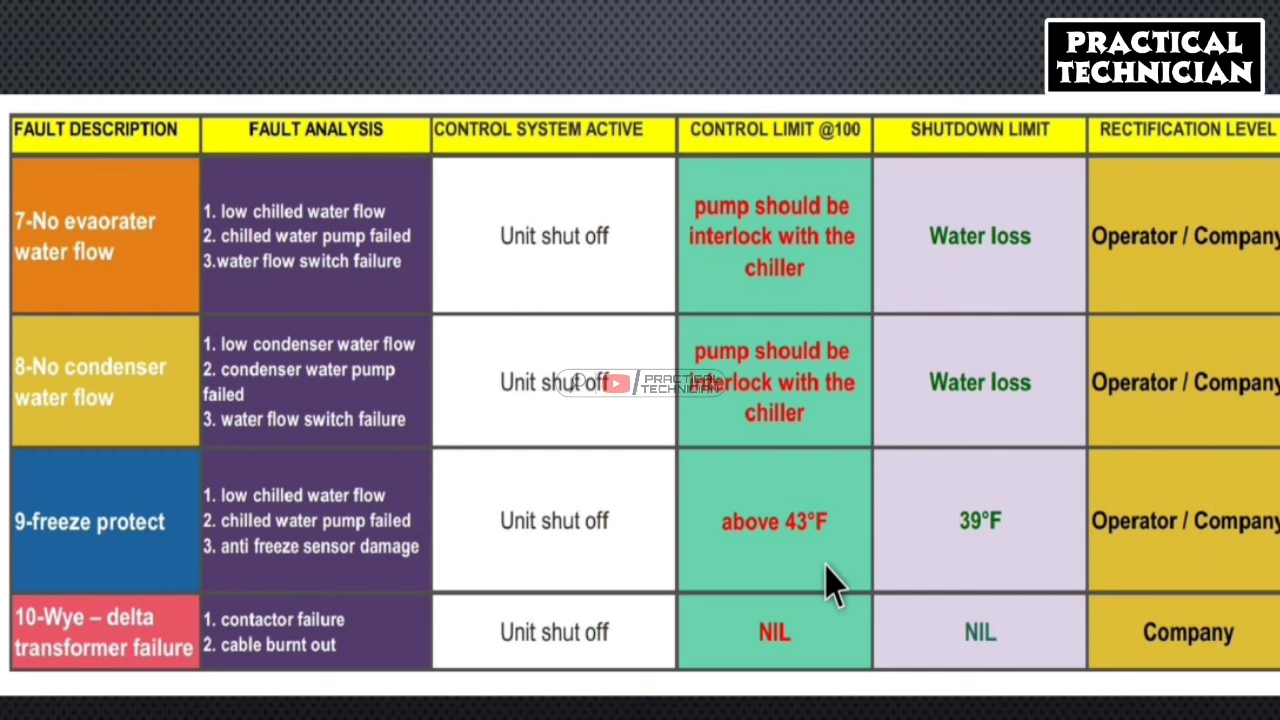 PRACTICAL
TECHNICIAN
FAULT DESCRIPTION
FAULT ANALYSIS
CONTROL SYSTEM ACTIVE
CONTROL LIMIT @100
SHUTDOWN LIMIT
RECTIFICATION LEVEL
7-No evaorater
water flow
1. low chilled water flow
2. chilled water pump failed
3.water flow switch failure
Unit shut off
pump should be
interlock with the
chiller
Water loss
Operator / Company
8-No condenser
water flow
1. low condenser water flow
2. condenser water pump
failed
3. water flow switch failure
Unit shut off
pump should be
interlock with the
chiller
Water loss
Operator / Company
PRACTICAL
TECHNICIAN
9-freeze protect
1. low chilled water flow
2. chilled water pump failed
3. anti freeze sensor damage
Unit shut off
above 43°F
39°F
Operator / Company
10-Wye – delta
transformer failure
1. contactor failure
2. cable burnt out
Unit shut off
NIL
NIL
Company